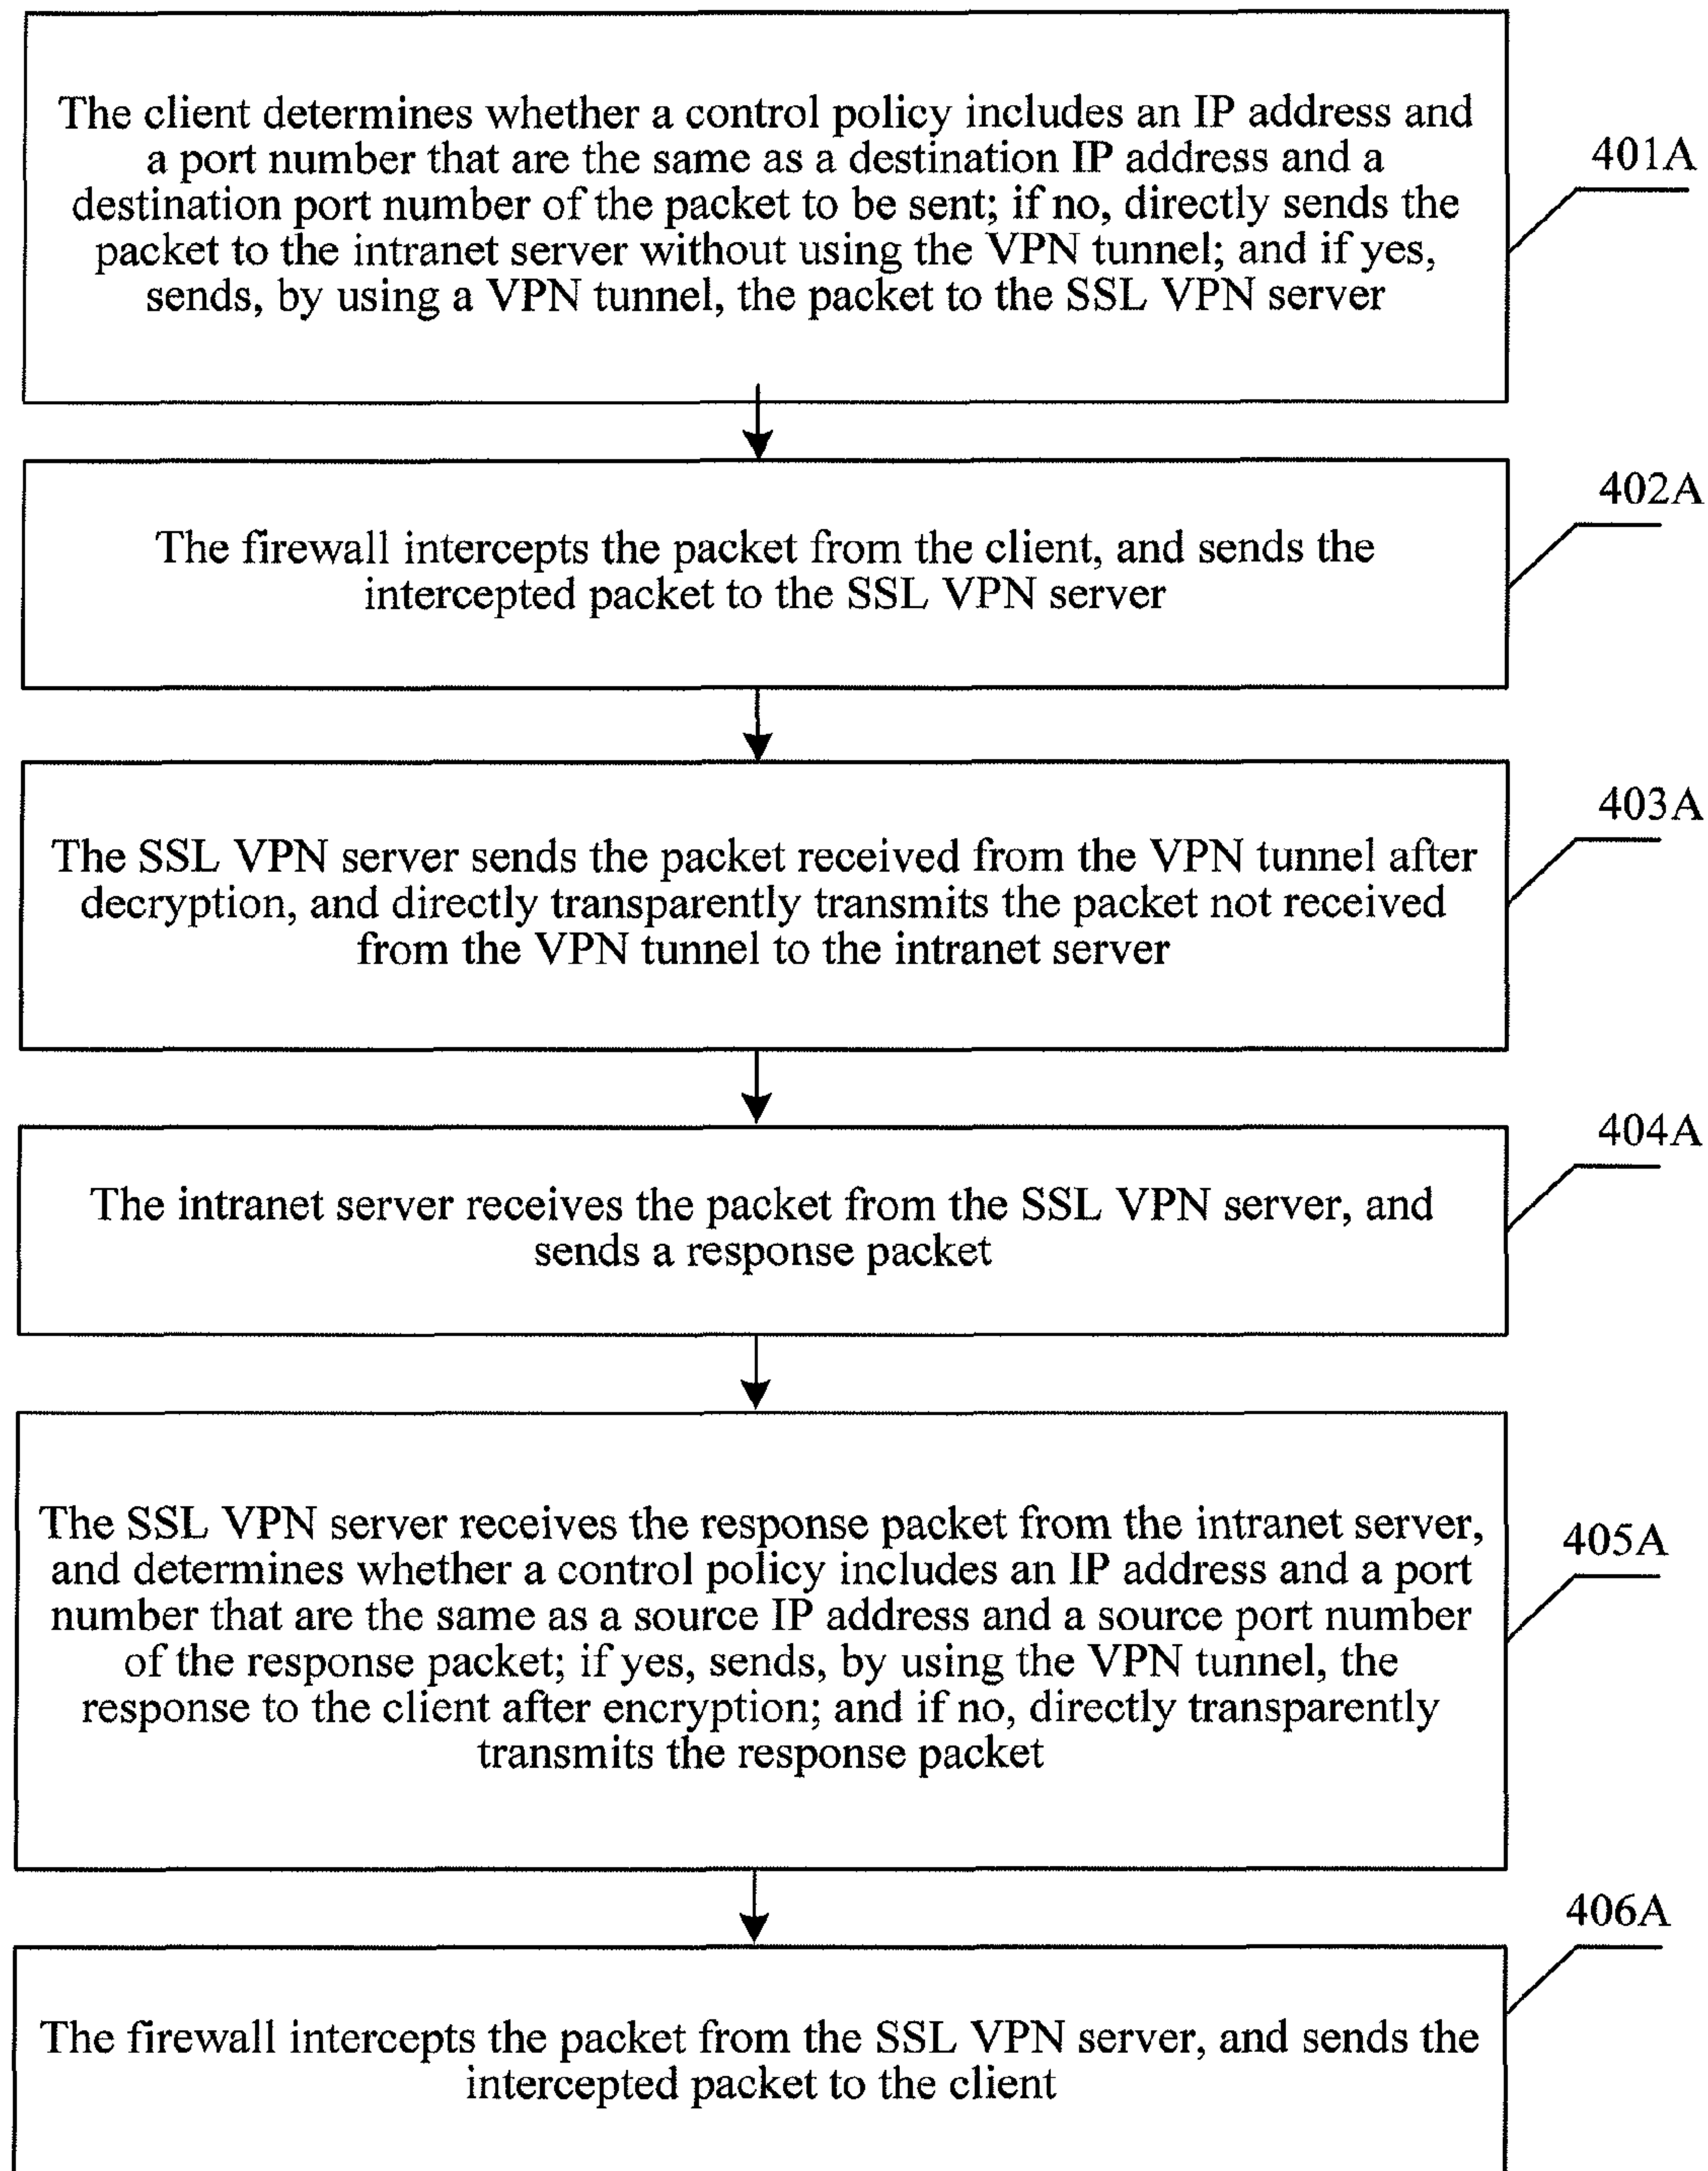 The client determines whether a control policy includes an IP address and
a port number that are the same as a destination IP address and a
destination port number of the packet to be sent; if no, directly sends the
packet to the intranet server without using the VPN tunnel; and if yes,
sends, by using a VPN tunnel, the packet to the SSL VPN server
401A
The firewall intercepts the packet from the client, and sends the
intercepted packet to the SSL VPN server
402A
The SSL VPN server sends the packet received from the VPN tunnel after
decryption, and directly transparently transmits the packet not received
from the VPN tunnel to the intranet server
403A
The intranet server receives the packet from the SSL VPN server, and
sends a response packet
404A
The SSL VPN server receives the response packet from the intranet server,
and determines whether a control policy includes an IP address and a port
number that are the same as a source IP address and a source port number
of the response packet; if yes, sends, by using the VPN tunnel, the
response to the client after encryption; and if no, directly transparently
transmits the response packet
405A
The firewall intercepts the packet from the SSL VPN server, and sends the
intercepted packet to the client
406A